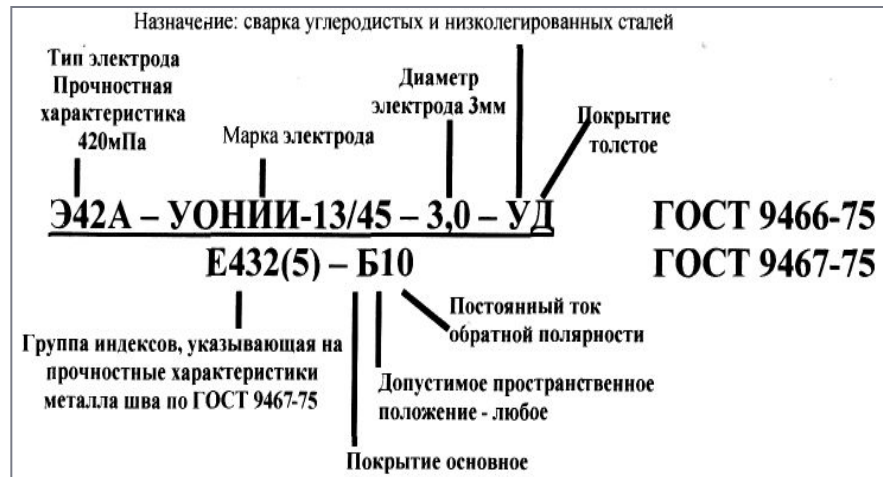 Назначение: сварка углеродистых и низколегированных сталей
Тип электрода
Прочностная
характеристика
420мПа
Марка электрода
Диаметр
электрода 3мм
Покрытие
толстое
Э42А – УОНИИ-13/45 – 3,0 – УД
ГОСТ 9466-75
Е432(5) – Б10
ГОСТ 9467-75
Группа индексов, указывающая на
прочностные характеристики
металла шва по ГОСТ 9467-75
Постоянный ток
обратной полярности
Допустимое пространственное
положение - любое
Покрытие основное